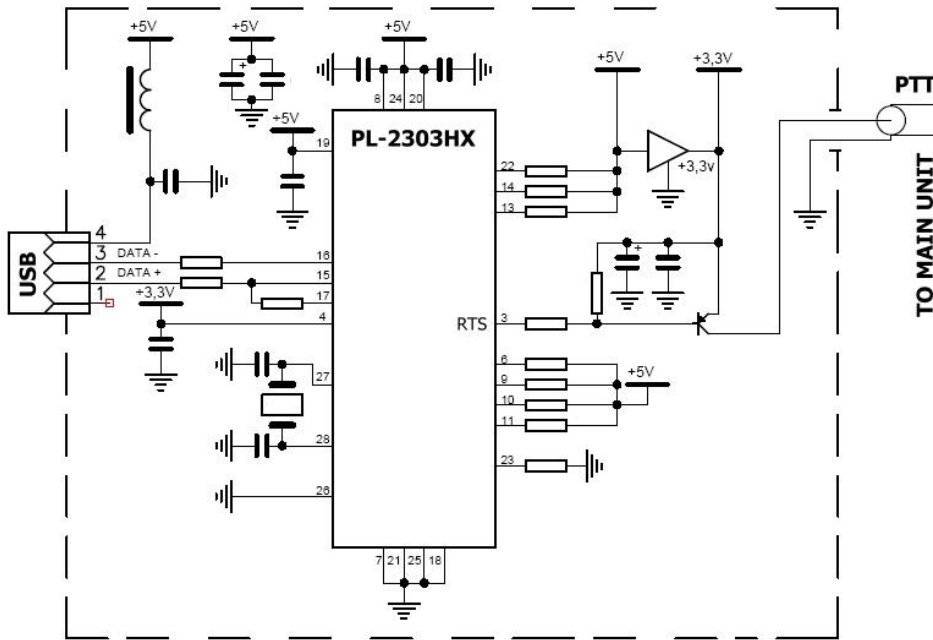 +5V
+5V
+5V
+5V
+3,3V
PTT
8 24 20
+5V
19
PL-2303HX
22
+3,3v
14
13
TO MAIN UNIT
USB
4
3 DATA - 16
2 DATA + 15
1
17
+3,3V
4
RTS 3
6
27
9
+5V
10
11
28
23
26
7 21 25 18